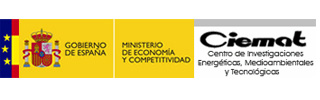 GOBIERNO
DE ESPAÑA
MINISTERIO
DE ECONOMÍA
Y COMPETITIVIDAD
Ciemat
Centro de Investigaciones
Energéticas, Medioambientales
y Tecnológicas